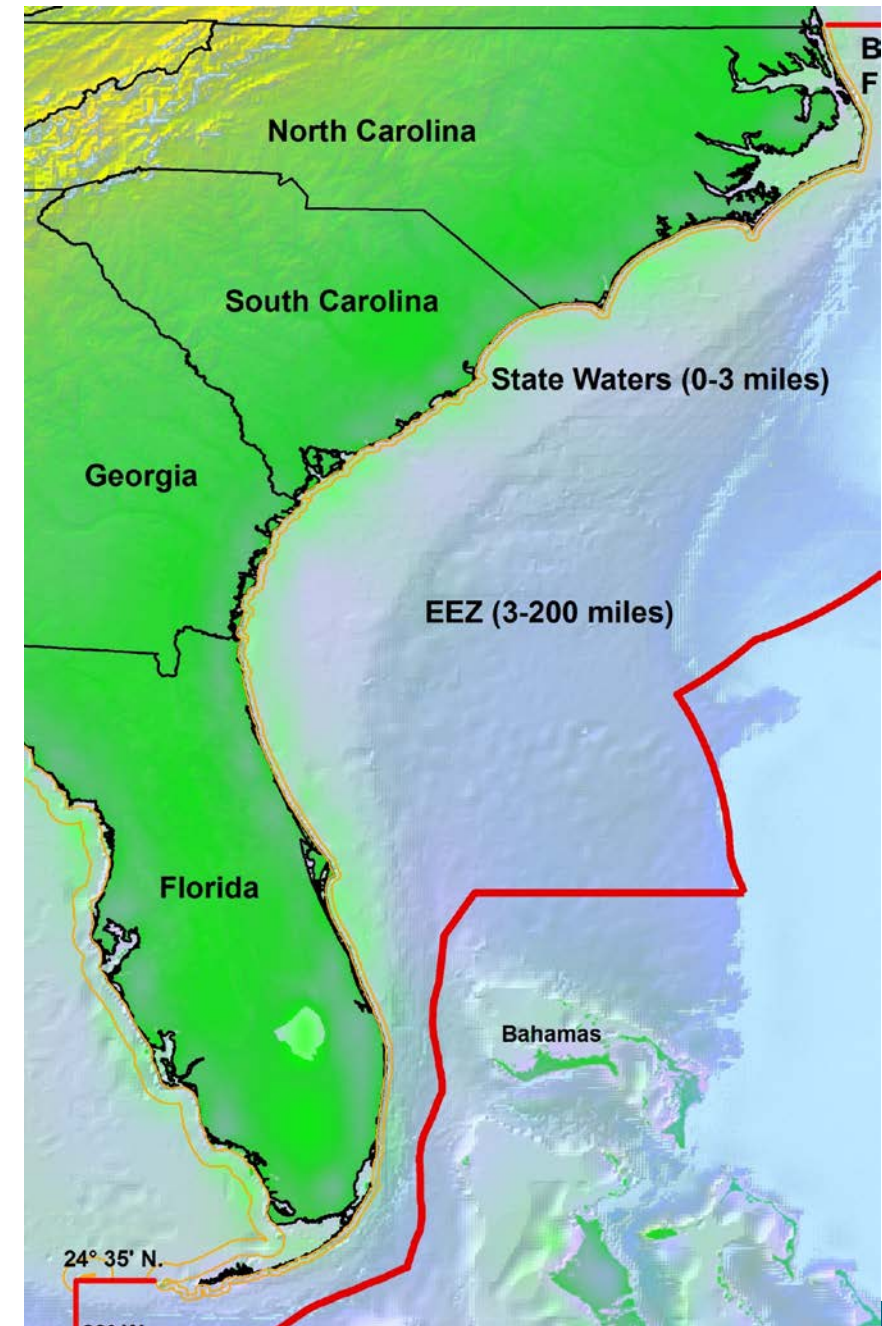 B
F
North Carolina
South Carolina
State Waters (0-3 miles)
Georgia
EEZ (3-200 miles)
Florida
Bahamas
24° 35' N.